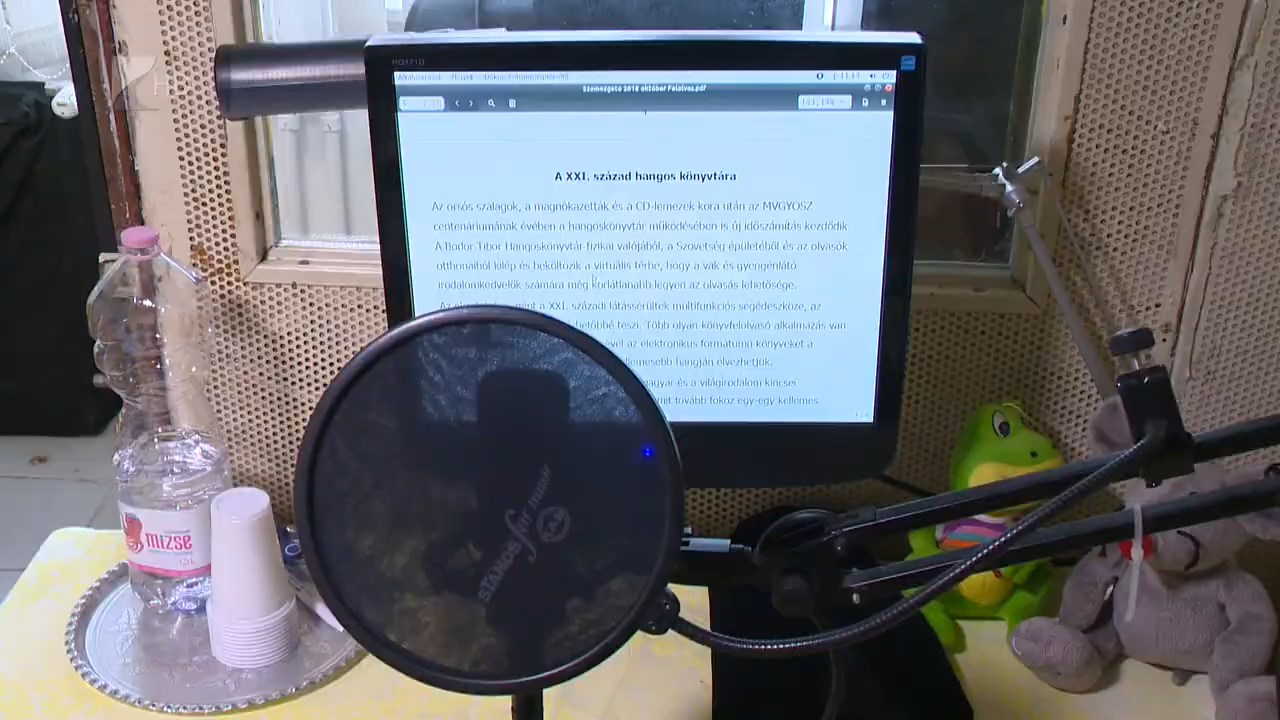 HQ171D
Szemezgető 2018 október Felolvas.pdf
A XXI. század hangos könyvtára
Az orsós szalagok, a magnókazetták és a CD-lemezek kora után az MVGYOSZ
centenáriumának évében a hangoskönyvtár működésében is új időszámítás kezdődik.
A Bodor Tibor Hangoskönyvtár fizikai valójából, a Szövetség épületéből és az olvasók
otthonaiból kilép és beköltözik a virtuális térbe, hogy a vak és gyengénlátó
irodalomkedvelők számára még korlátlanabb legyen az olvasás lehetősége.
mint a XXI. századi látássérültek multifunkciós segédeszköze, az
teszi. Több olyan könyvfelolvasó alkalmazás van
az elektronikus formátumú könyveket a
hangján élvezhetjük.
magyar és a világirodalom kincsei
tovább fokoz egy-egy kellemes
mizse
STAMOS